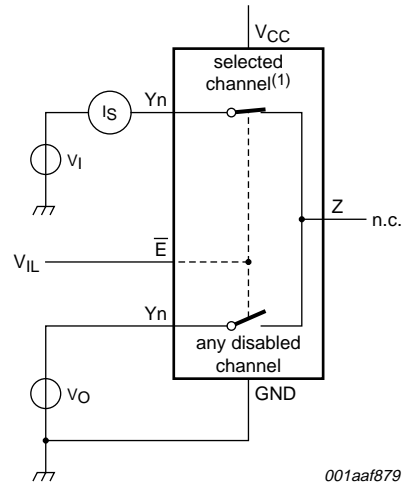 VCC
selected
channel(1)
Yn
IS
VI
Z
n.c.
E
VIL
Yn
any disabled
channel
VO
GND
001aaf879